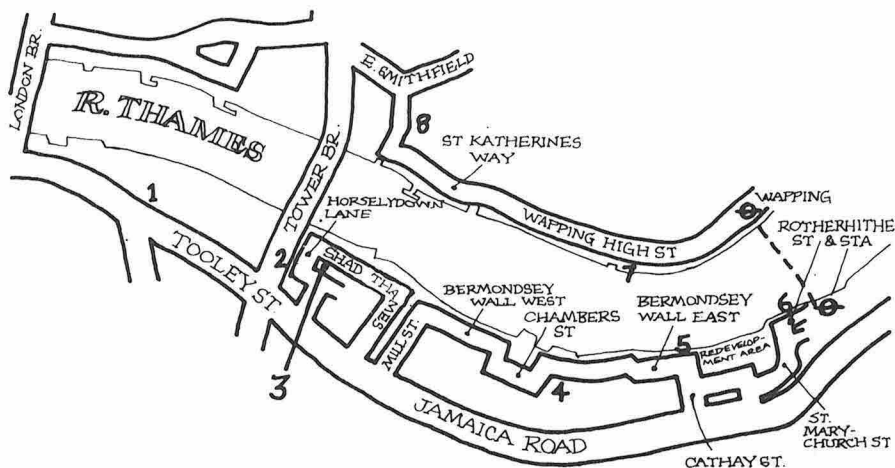 LONDON BR.
R. THAMES
TOWER BR.
E. SMITHFIELD
8
ST KATHERINES
WAY
WAPPING HIGH ST
WAPPING
ROTHERHITHE
ST. & STA
1
TOOLEY ST.
2
HORSELYDOWN
LANE
SHAD THAMES
3
MILL ST.
BERMONDSEY
WALL WEST
CHAMBERS
ST
BERMONDSEY
WALL EAST
7
6
5
REDEVELOP-
MENT AREA
4
JAMAICA ROAD
CATHAY ST.
ST.
MARY-
CHURCH ST